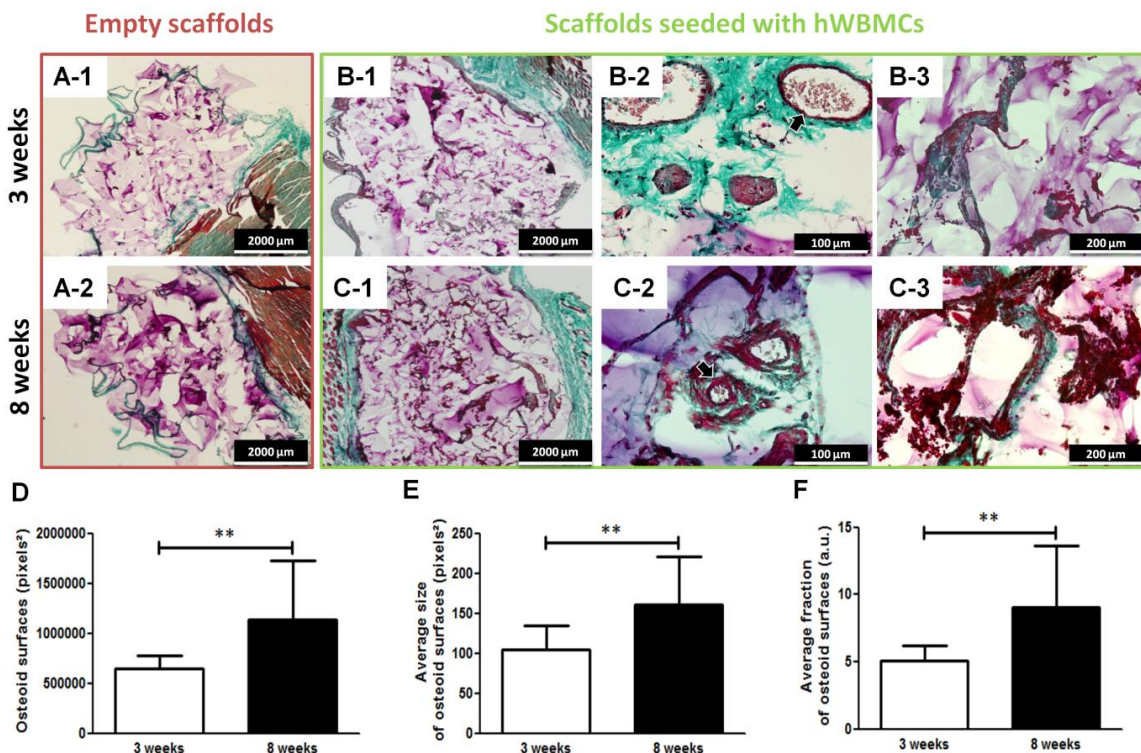 Empty scaffolds
Scaffolds seeded with hWBMCs
3 weeks
A-1
2000 µm
B-1
2000 µm
B-2
100 µm
B-3
200 µm
8 weeks
A-2
2000 µm
C-1
2000 µm
C-2
100 µm
C-3
200 µm
D
Osteoid surfaces (pixels²)
2000000
1500000
1000000
500000
0
**
3 weeks
8 weeks
E
Average size
of osteoid surfaces (pixels²)
250
200
150
100
50
0
**
3 weeks
8 weeks
F
Average fraction
of osteoid surfaces (a.u.)
15
10
5
0
**
3 weeks
8 weeks